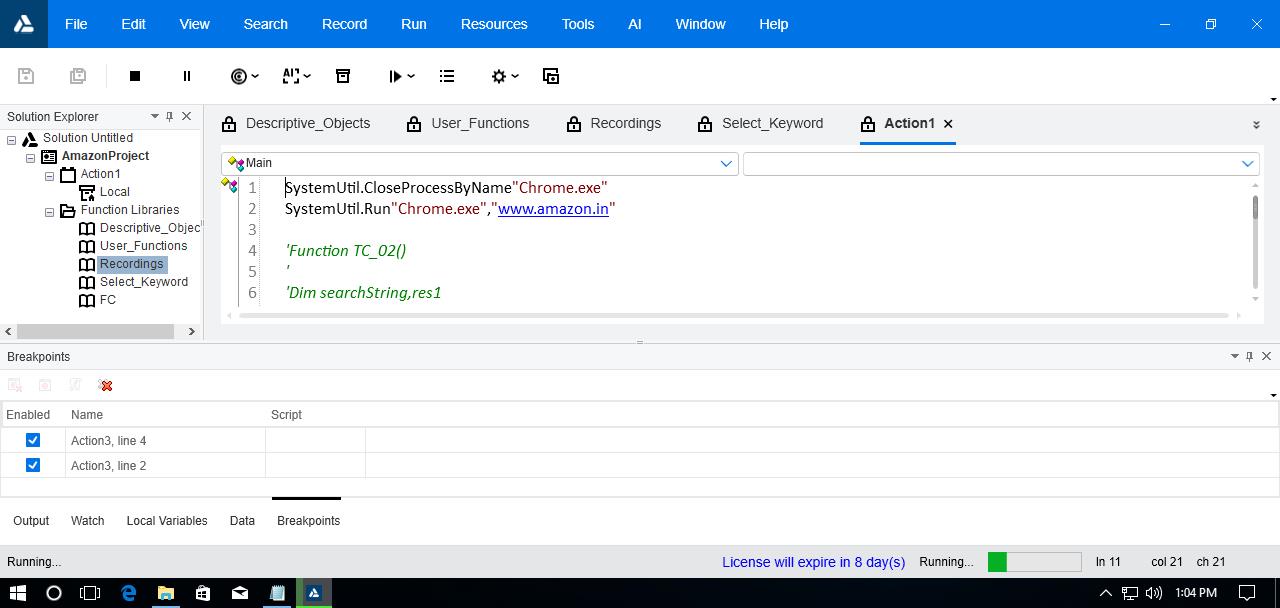 File Edit View Search Record Run Resources Tools AI Window Help
AI
Solution Explorer
Solution Untitled
AmazonProject
Action1
Local
Function Libraries
Descriptive_Objec
User_Functions
Recordings
Select_Keyword
FC
Descriptive_Objects User_Functions Recordings Select_Keyword Action1
Main
1 SystemUtil.CloseProcessByName"Chrome.exe"
2 SystemUtil.Run"Chrome.exe","www.amazon.in"
3
4 'Function TC_02()
5 '
6 'Dim searchString,res1
Breakpoints
Enabled Name Script
Action3, line 4
Action3, line 2
Output Watch Local Variables Data Breakpoints
Running... License will expire in 8 day(s) Running... ln 11 col 21 ch 21
1:04 PM